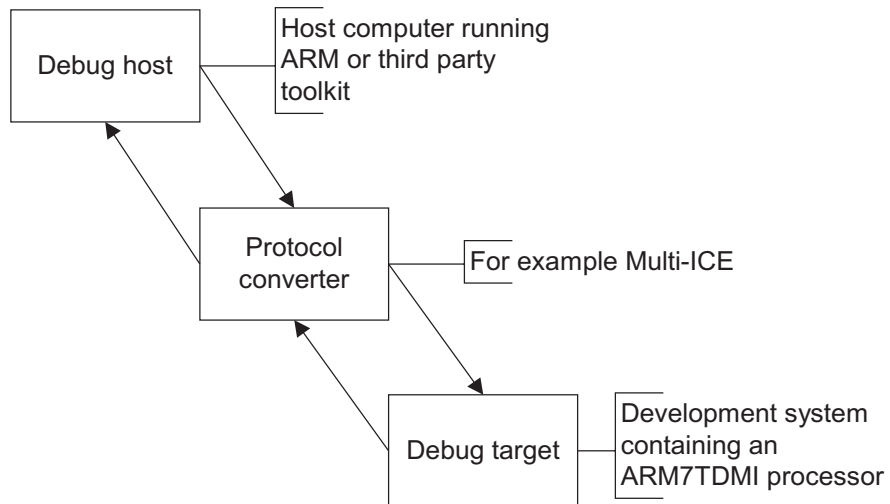 Debug host
Host computer running
ARM or third party
toolkit
Protocol
converter
For example Multi-ICE
Debug target
Development system
containing an
ARM7TDMI processor